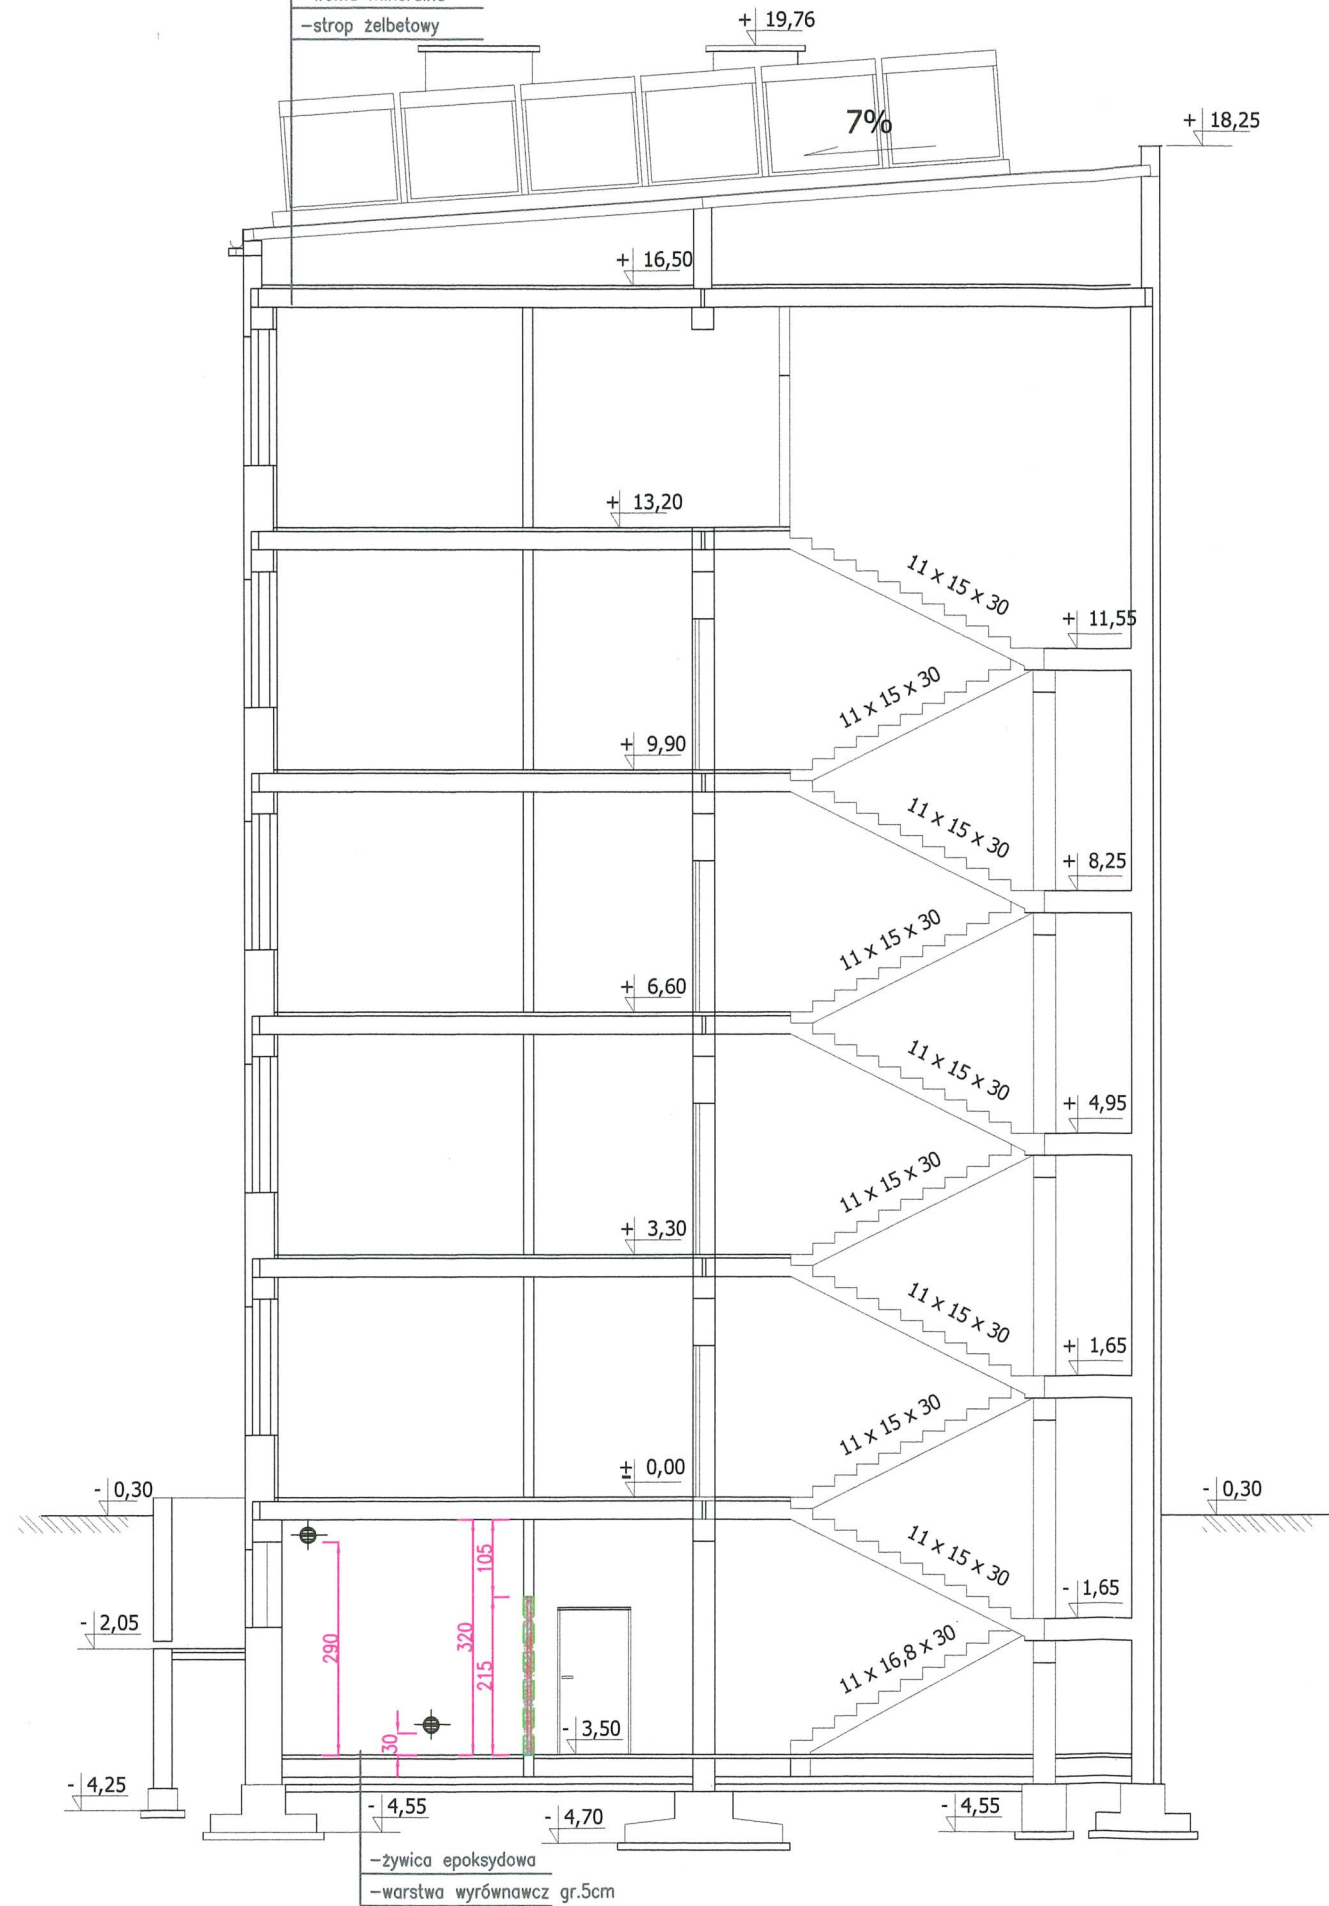 -strop żelbetowy
+ 19,76
7%
+ 18,25
+ 16,50
+ 13,20
11 x 15 x 30
+ 11,55
11 x 15 x 30
+ 9,90
11 x 15 x 30
+ 8,25
11 x 15 x 30
+ 6,60
11 x 15 x 30
+ 4,95
11 x 15 x 30
+ 3,30
11 x 15 x 30
+ 1,65
11 x 15 x 30
± 0,00
- 0,30
- 0,30
11 x 15 x 30
105
- 1,65
- 2,05
290
320
215
11 x 16,8 x 30
30
- 3,50
- 4,25
- 4,55
- 4,70
- 4,55
-żywica epoksydowa
-warstwa wyrównawcz gr.5cm